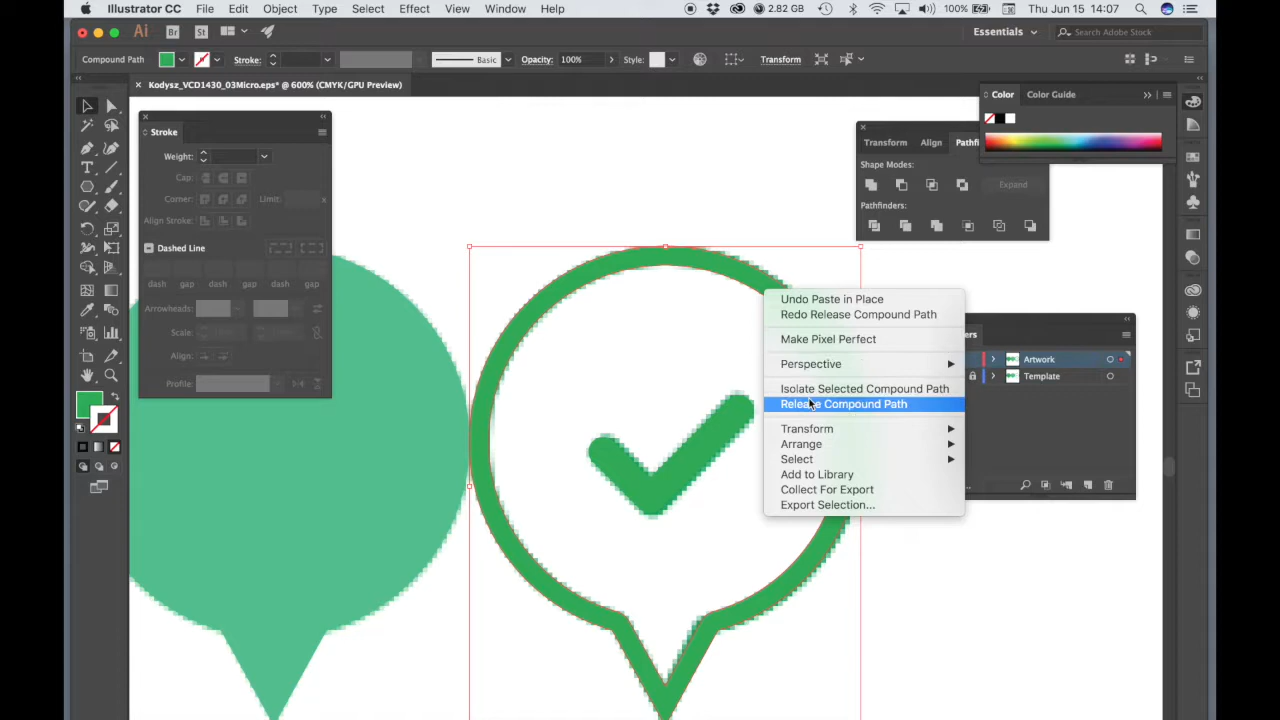 Illustrator CC File Edit Object Type Select Effect View Window Help 2.82 GB 100% Thu Jun 15 14:07
Ai Br St Essentials Search Adobe Stock
Compound Path Stroke: Basic Opacity: 100% Style: Transform
× Kodysz_VCD1430_03Micro.eps* @ 600% (CMYK/GPU Preview)
Color Color Guide
Stroke
Weight:
Cap:
Corner: Limit: x
Align Stroke:
Dashed Line
dash gap dash gap dash gap
Arrowheads:
Scale:
Align:
Profile:
Transform Align Pathfi
Shape Modes:
Expand
Pathfinders:
Undo Paste in Place
Redo Release Compound Path
Make Pixel Perfect
Perspective
Isolate Selected Compound Path
Release Compound Path
Transform
Arrange
Select
Add to Library
Collect For Export
Export Selection...
ers
Artwork
Template